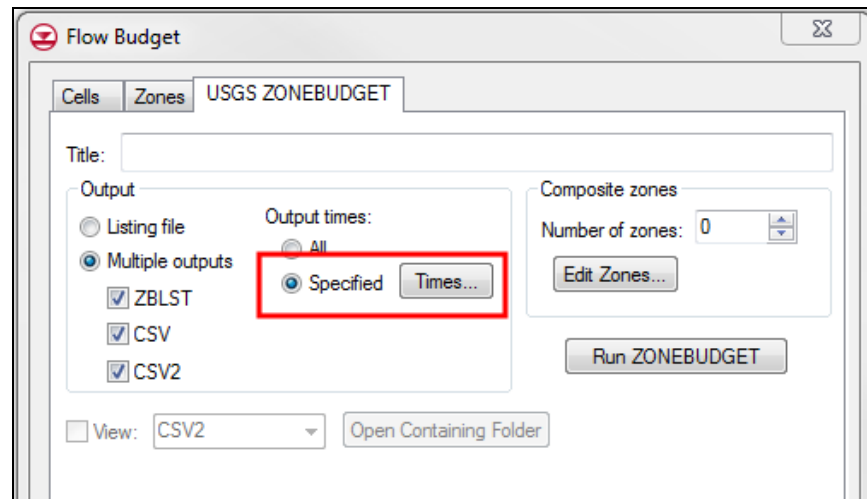 Flow Budget
Cells
Zones
USGS ZONEBUDGET
Title:
Output
Listing file
Multiple outputs
ZBLST
CSV
CSV2
Output times:
All
Specified
Times...
Composite zones
Number of zones:
0
Edit Zones...
Run ZONEBUDGET
View:
CSV2
Open Containing Folder